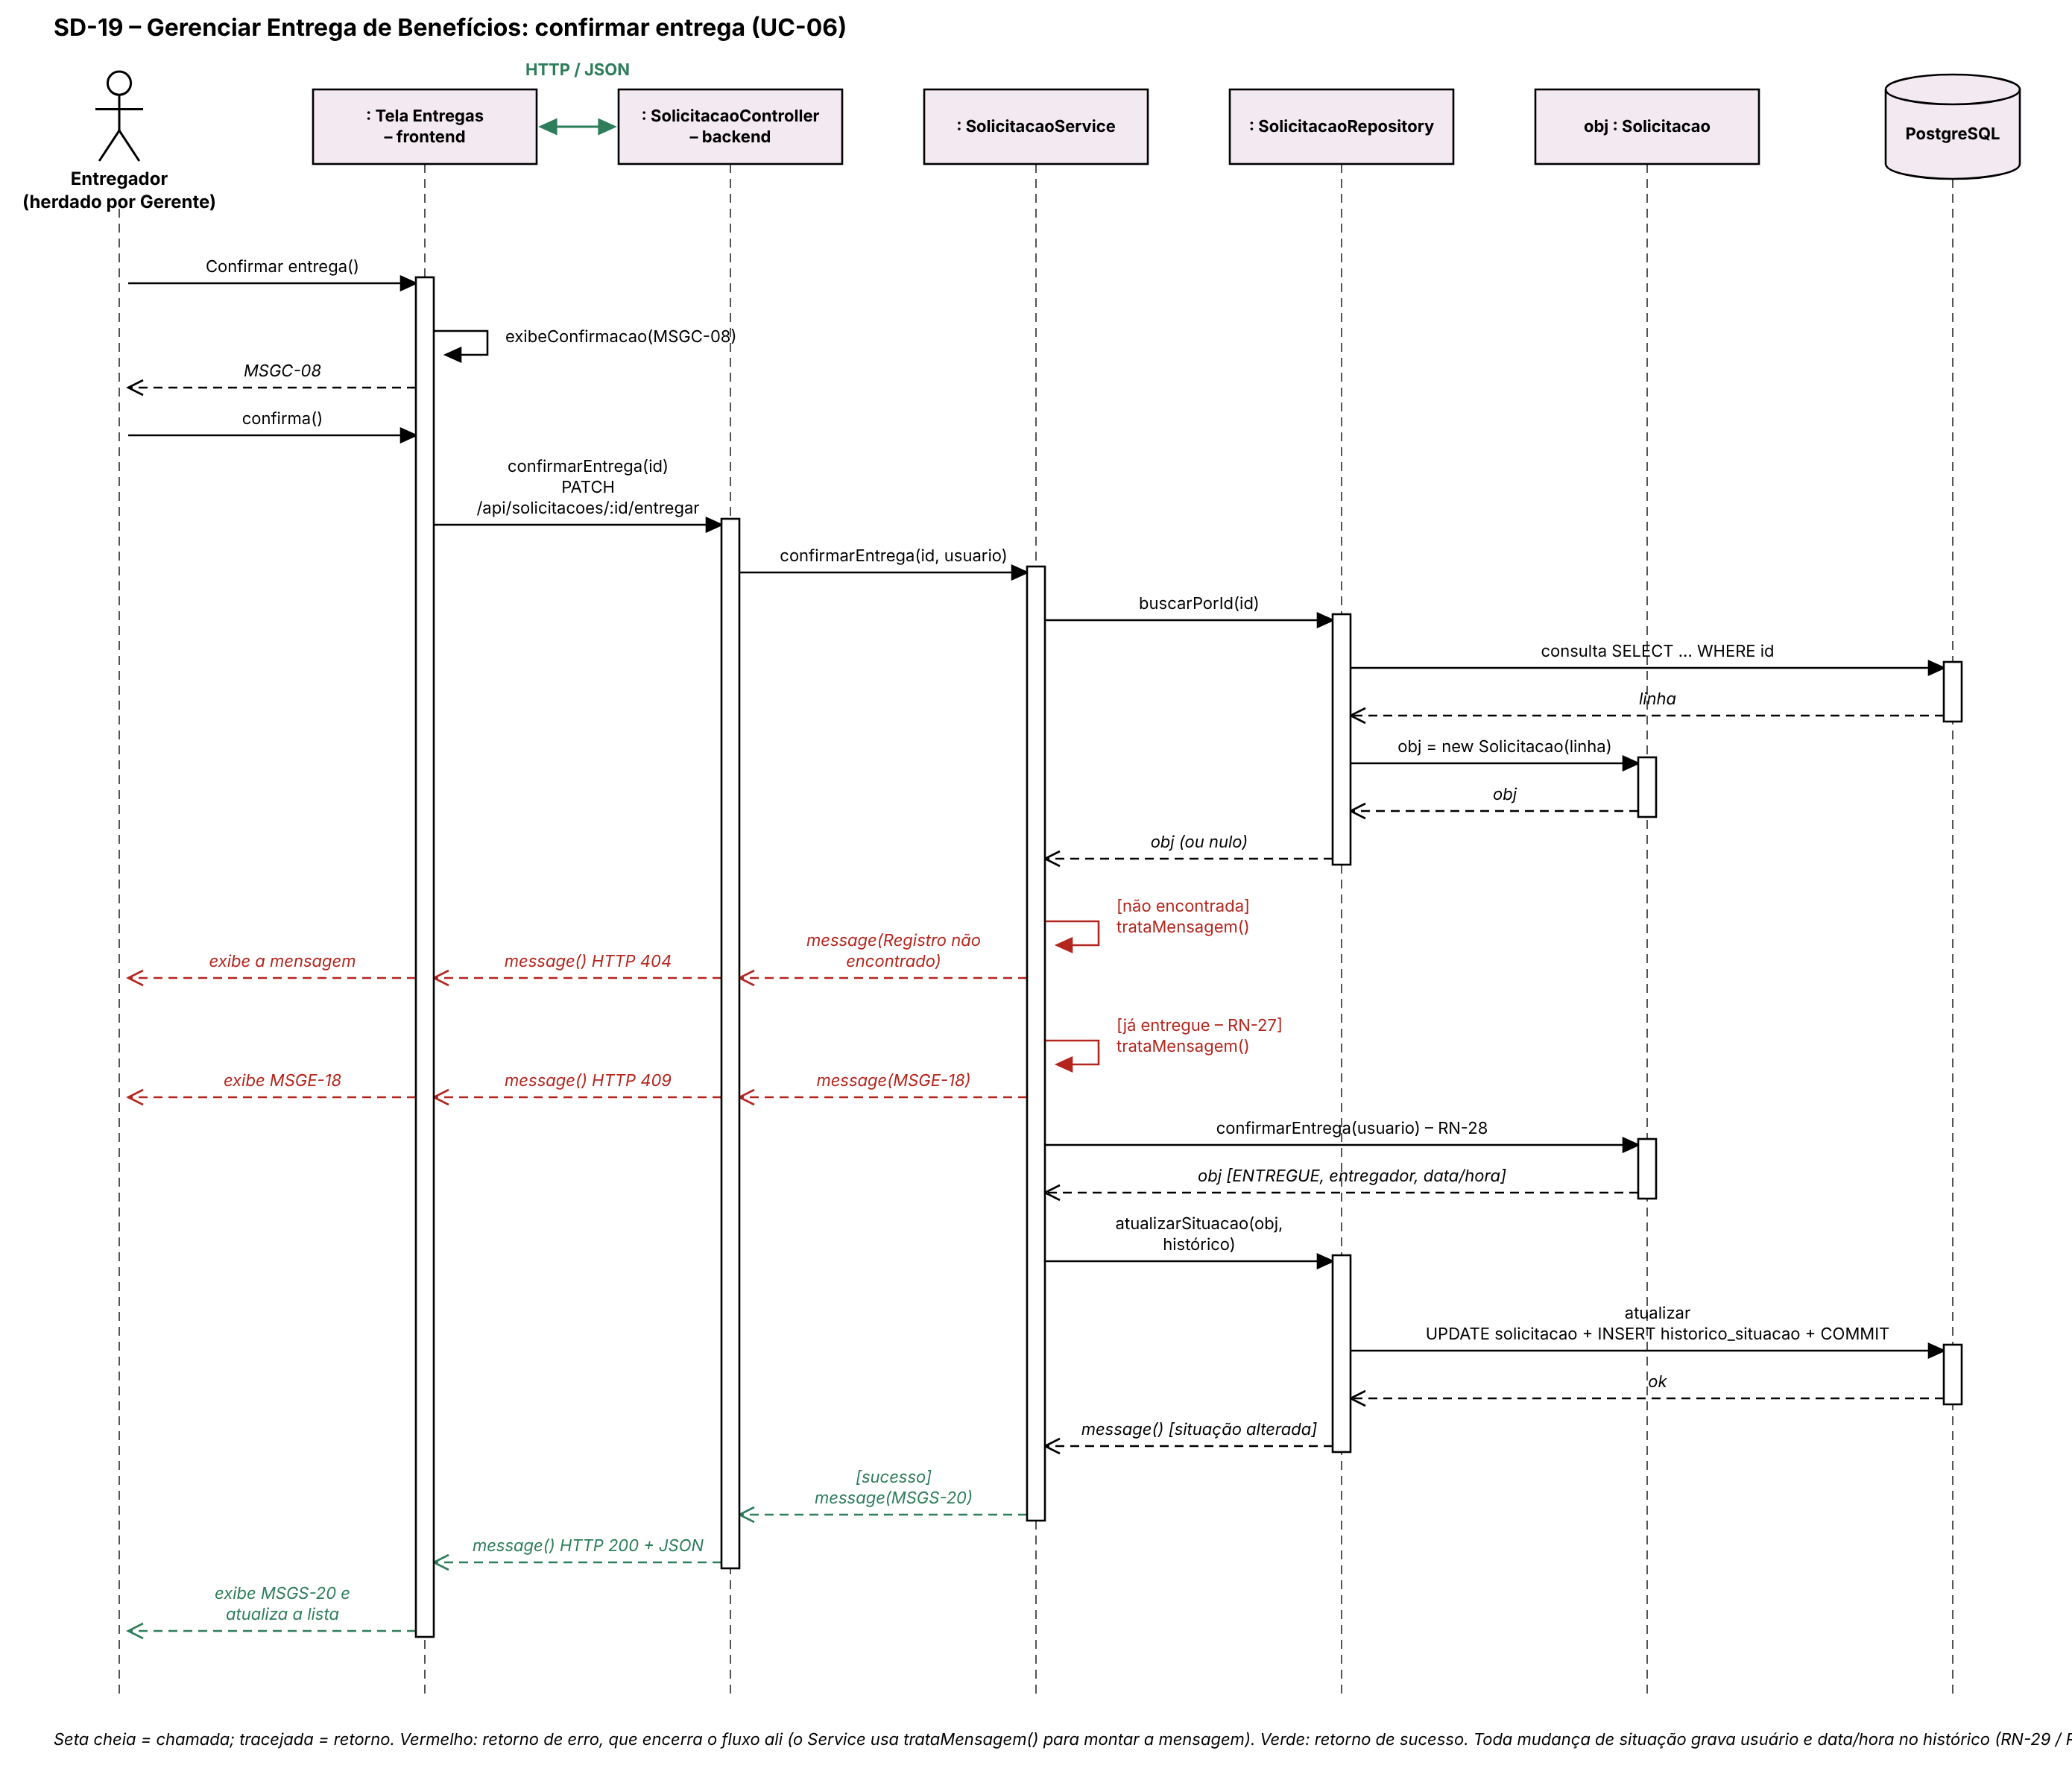 SD-19 – Gerenciar Entrega de Benefícios: confirmar entrega (UC-06)
HTTP / JSON
Entregador
(herdado por Gerente)
: Tela Entregas
– frontend
: SolicitacaoController
– backend
: SolicitacaoService
: SolicitacaoRepository
obj : Solicitacao
PostgreSQL
Confirmar entrega()
exibeConfirmacao(MSGC-08)
MSGC-08
confirma()
confirmarEntrega(id)
PATCH
/api/solicitacoes/:id/entregar
confirmarEntrega(id, usuario)
buscarPorId(id)
consulta SELECT ... WHERE id
linha
obj = new Solicitacao(linha)
obj
obj (ou nulo)
[não encontrada]
trataMensagem()
message(Registro não
encontrado)
message() HTTP 404
exibe a mensagem
[já entregue – RN-27]
trataMensagem()
message(MSGE-18)
message() HTTP 409
exibe MSGE-18
confirmarEntrega(usuario) – RN-28
obj [ENTREGUE, entregador, data/hora]
atualizarSituacao(obj,
histórico)
atualizar
UPDATE solicitacao + INSERT historico_situacao + COMMIT
ok
message() [situação alterada]
[sucesso]
message(MSGS-20)
message() HTTP 200 + JSON
exibe MSGS-20 e
atualiza a lista
Seta cheia = chamada; tracejada = retorno. Vermelho: retorno de erro, que encerra o fluxo ali (o Service usa trataMensagem() para montar a mensagem). Verde: retorno de sucesso. Toda mudança de situação grava usuário e data/hora no histórico (RN-29 /